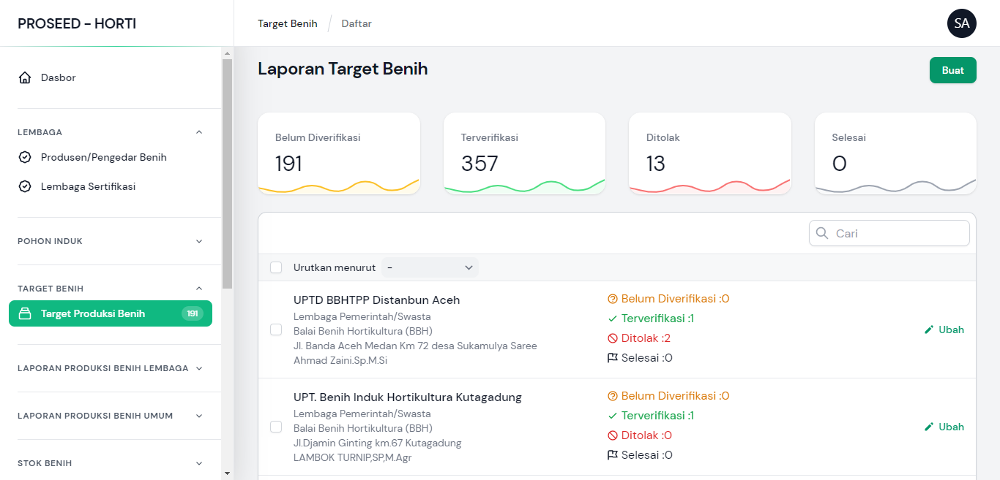 PROSEED - HORTI
Target Benih
Daftar
SA
Dasbor
LEMBAGA
Produsen/Pengedar Benih
Lembaga Sertifikasi
POHON INDUK
TARGET BENIH
Target Produksi Benih
191
LAPORAN PRODUKSI BENIH LEMBAGA
LAPORAN PRODUKSI BENIH UMUM
STOK BENIH
Laporan Target Benih
Buat
Belum Diverifikasi
191
Terverifikasi
357
Ditolak
13
Selesai
0
Cari
Urutkan menurut
-
UPTD BBHTPP Distanbun Aceh
Lembaga Pemerintah/Swasta
Balai Benih Hortikultura (BBH)
Jl. Banda Aceh Medan Km 72 desa Sukamulya Saree
Ahmad Zaini.Sp.M.Si
Belum Diverifikasi :0
Terverifikasi :1
Ditolak :2
Selesai :0
Ubah
UPT. Benih Induk Hortikultura Kutagadung
Lembaga Pemerintah/Swasta
Balai Benih Hortikultura (BBH)
Jl.Djamin Ginting km.67 Kutagadung
LAMBOK TURNIP,SP,M.Agr
Belum Diverifikasi :0
Terverifikasi :1
Ditolak :0
Selesai :0
Ubah